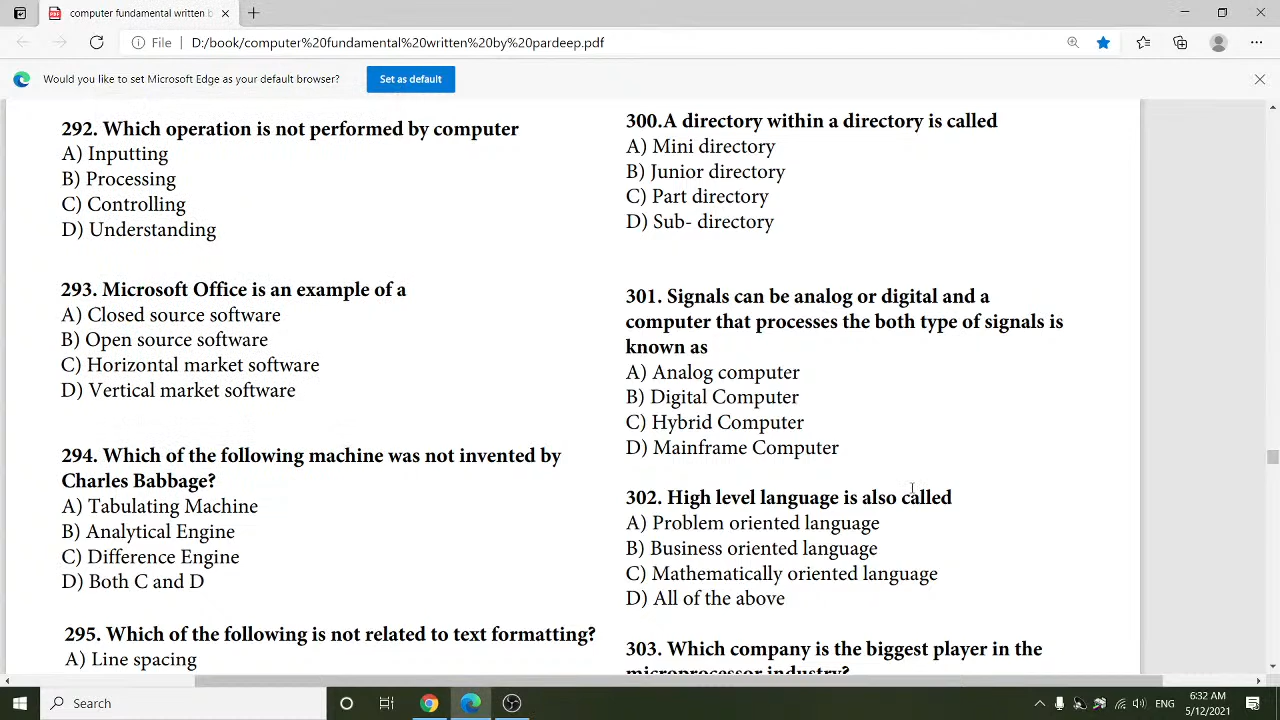 computer fundamental written b
File
D:/book/computer%20fundamental%20written%20by%20pardeep.pdf
Would you like to set Microsoft Edge as your default browser?
Set as default
292. Which operation is not performed by computer
A) Inputting
B) Processing
C) Controlling
D) Understanding
293. Microsoft Office is an example of a
A) Closed source software
B) Open source software
C) Horizontal market software
D) Vertical market software
294. Which of the following machine was not invented by
Charles Babbage?
A) Tabulating Machine
B) Analytical Engine
C) Difference Engine
D) Both C and D
295. Which of the following is not related to text formatting?
A) Line spacing
300.A directory within a directory is called
A) Mini directory
B) Junior directory
C) Part directory
D) Sub- directory
301. Signals can be analog or digital and a
computer that processes the both type of signals is
known as
A) Analog computer
B) Digital Computer
C) Hybrid Computer
D) Mainframe Computer
302. High level language is also called
A) Problem oriented language
B) Business oriented language
C) Mathematically oriented language
D) All of the above
303. Which company is the biggest player in the
microprocessor industry?
Search
ENG
6:32 AM
5/12/2021